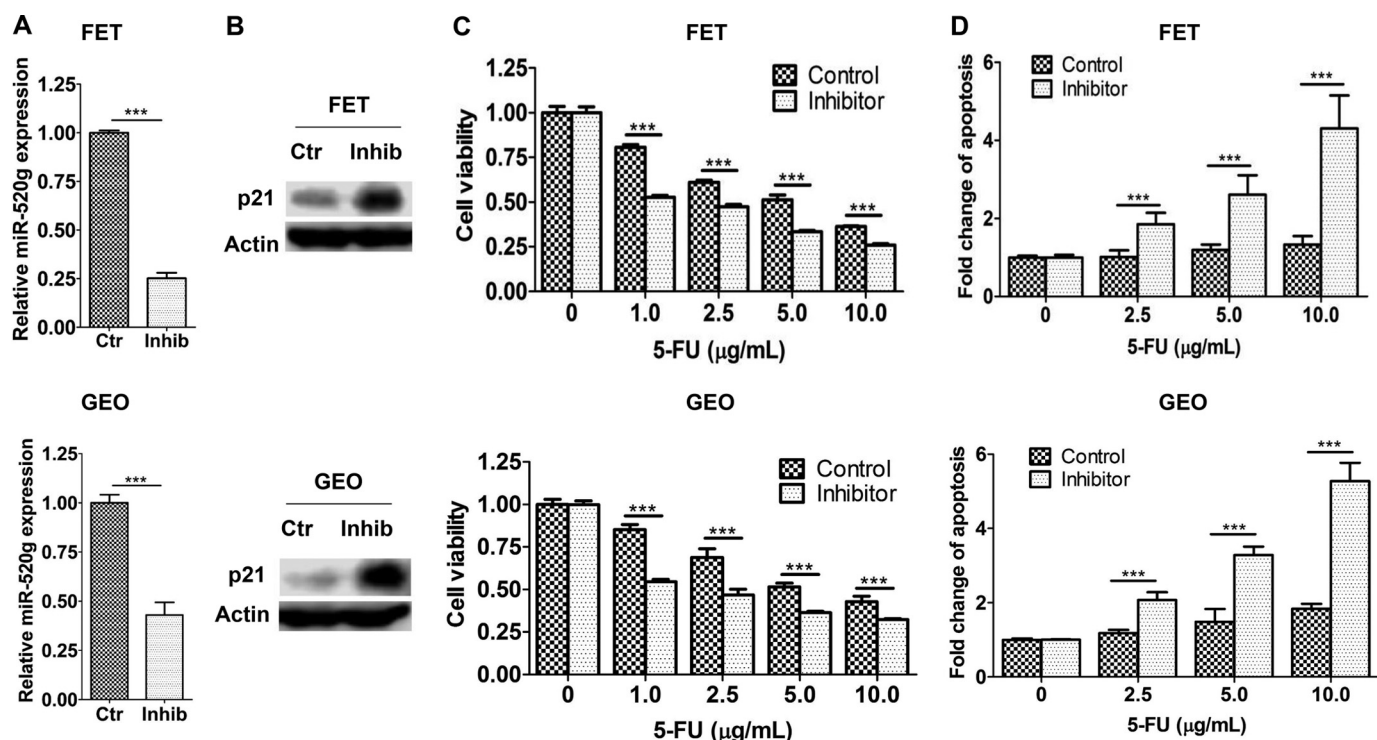 A
FET
Relative miR-520g expression
1.25
1.00
0.75
0.50
0.25
0.00
***
Ctr
Inhib
B
FET
Ctr Inhib
p21
Actin
C
FET
Cell viability
1.25
1.00
0.75
0.50
0.25
0.00
Control
Inhibitor
***
***
***
***
0 1.0 2.5 5.0 10.0
5-FU (μg/mL)
D
FET
Fold change of apoptosis
6
4
2
0
Control
Inhibitor
***
***
***
0 2.5 5.0 10.0
5-FU (μg/mL)
GEO
Relative miR-520g expression
1.25
1.00
0.75
0.50
0.25
0.00
***
Ctr Inhib
GEO
Ctr Inhib
p21
Actin
GEO
Cell viability
1.25
1.00
0.75
0.50
0.25
0.00
Control
Inhibitor
***
***
***
***
0 1.0 2.5 5.0 10.0
5-FU (μg/mL)
GEO
Fold change of apoptosis
6
4
2
0
Control
Inhibitor
***
***
***
0 2.5 5.0 10.0
5-FU (μg/mL)